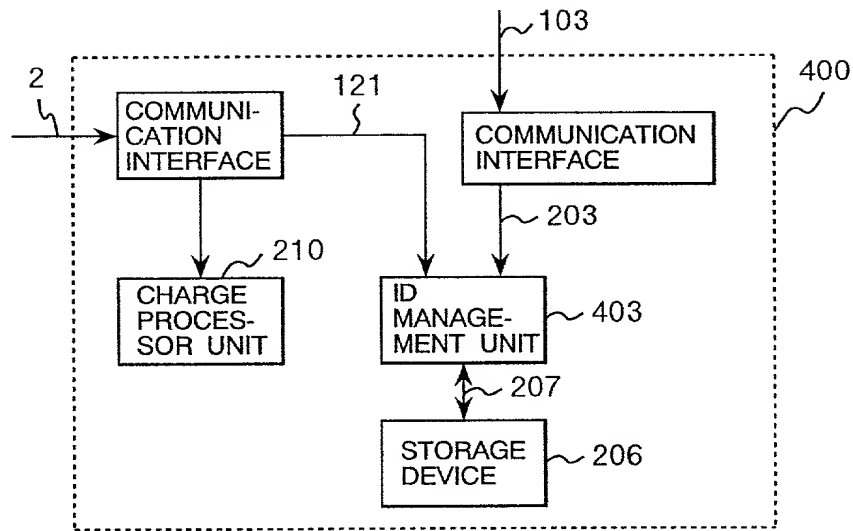 103
2
121
400
COMMUNI-
CATION
INTERFACE
COMMUNICATION
INTERFACE
203
210
CHARGE
PROCES-
SOR UNIT
ID
MANAGE-
MENT UNIT
403
207
STORAGE
DEVICE
206